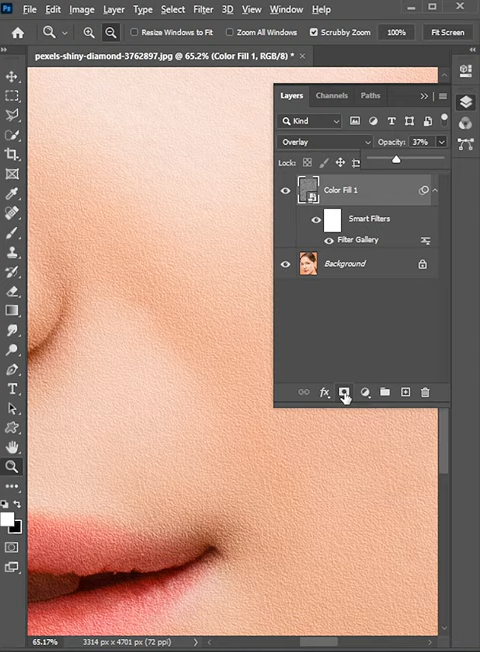 Ps File Edit Image Layer Type Select Filter 3D View Window Help
Resize Windows to Fit Zoom All Windows Scrubby Zoom 100% Fit Screen
pexels-shiny-diamond-3762897.jpg @ 65.2% (Color Fill 1, RGB/8) *
Layers Channels Paths
Kind
Overlay Opacity: 37%
Lock:
Color Fill 1
Smart Filters
Filter Gallery
Background
fx
T
65.17% 3314 px x 4701 px (72 ppi)